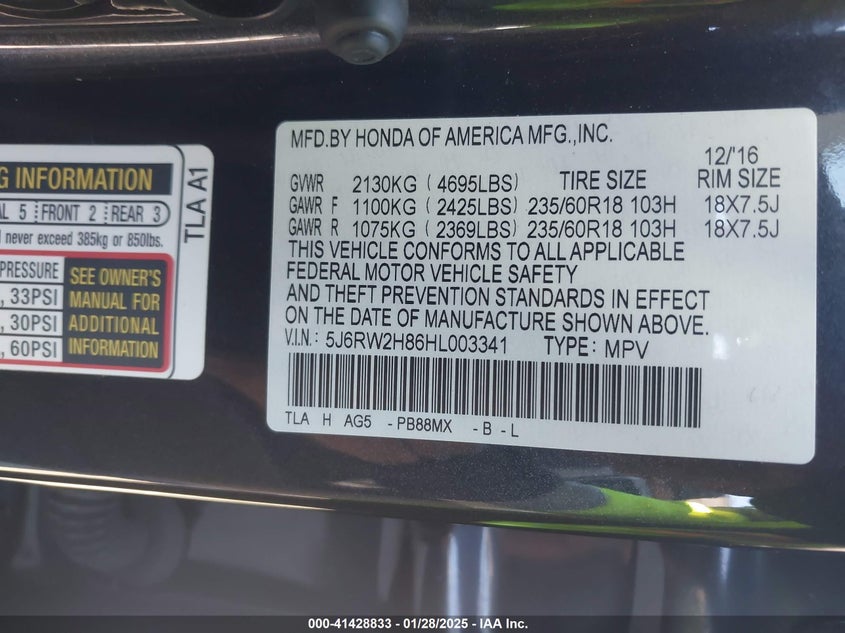 G INFORMATION
AL 5 FRONT 2 REAR 3
d never exceed 385kg or 850lbs.
PRESSURE
, 33PSI
, 30PSI
, 60PSI
SEE OWNER'S
MANUAL FOR
ADDITIONAL
INFORMATION
TLA A1
MFD.BY HONDA OF AMERICA MFG.,INC.
12/'16
GVWR 2130KG ( 4695LBS) TIRE SIZE RIM SIZE
GAWR F 1100KG ( 2425LBS) 235/60R18 103H 18X7.5J
GAWR R 1075KG ( 2369LBS) 235/60R18 103H 18X7.5J
THIS VEHICLE CONFORMS TO ALL APPLICABLE
FEDERAL MOTOR VEHICLE SAFETY
AND THEFT PREVENTION STANDARDS IN EFFECT
ON THE DATE OF MANUFACTURE SHOWN ABOVE.
V.I.N: 5J6RW2H86HL003341 TYPE: MPV
TLA H AG5 -PB88MX -B -L
000-41428833 - 01/28/2025 - IAA Inc.